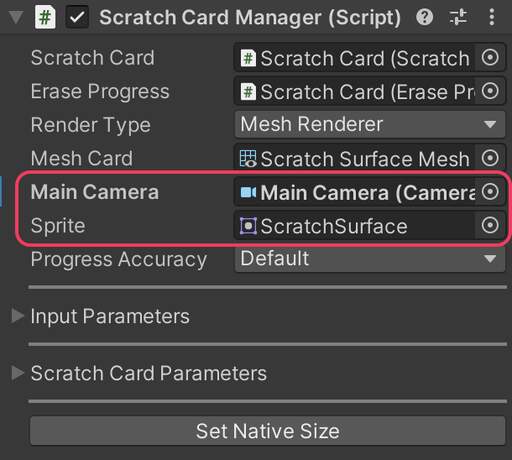 Scratch Card Manager (Script)
Scratch Card Scratch Card (Scratch
Erase Progress Scratch Card (Erase Pr
Render Type Mesh Renderer
Mesh Card Scratch Surface Mesh
Main Camera Main Camera (Camera
Sprite ScratchSurface
Progress Accuracy Default
Input Parameters
Scratch Card Parameters
Set Native Size